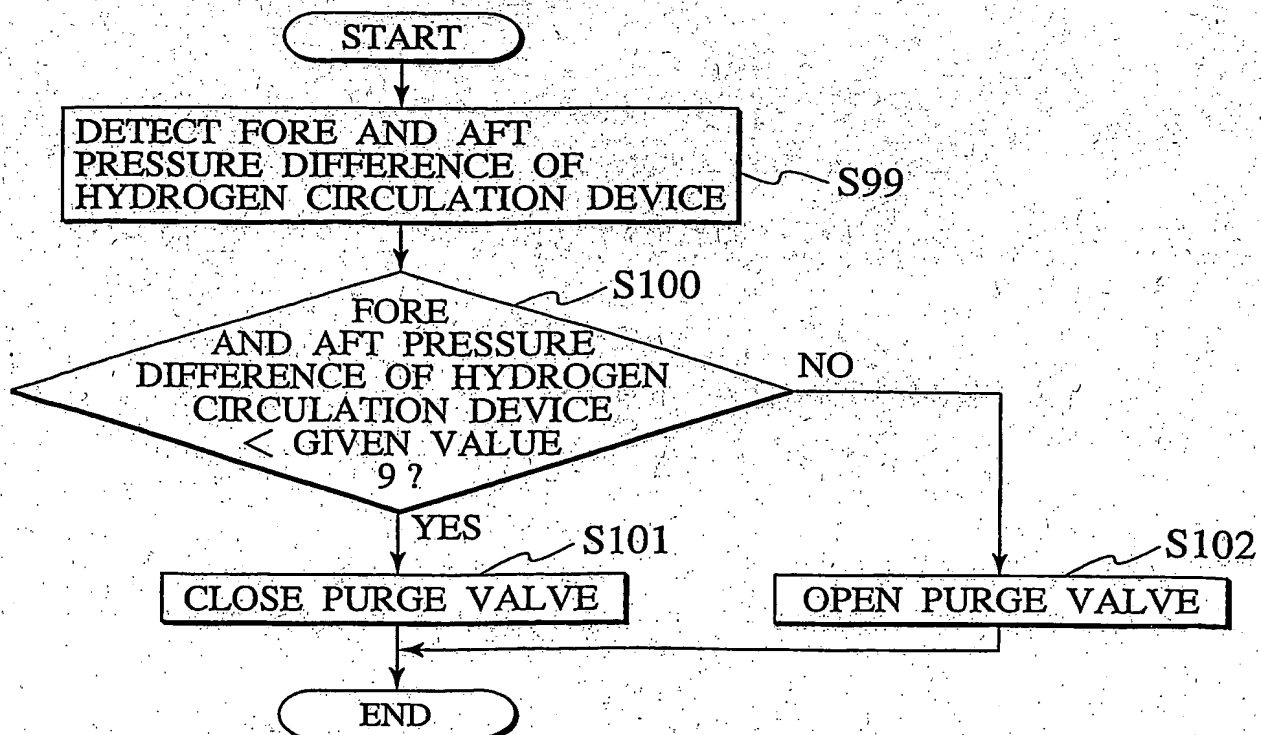 START
DETECT FORE AND AFT
PRESSURE DIFFERENCE OF
HYDROGEN CIRCULATION DEVICE
S99
S100
FORE
AND AFT PRESSURE
DIFFERENCE OF HYDROGEN
CIRCULATION DEVICE
< GIVEN VALUE
9 ?
NO
YES
S101
CLOSE PURGE VALVE
S102
OPEN PURGE VALVE
END